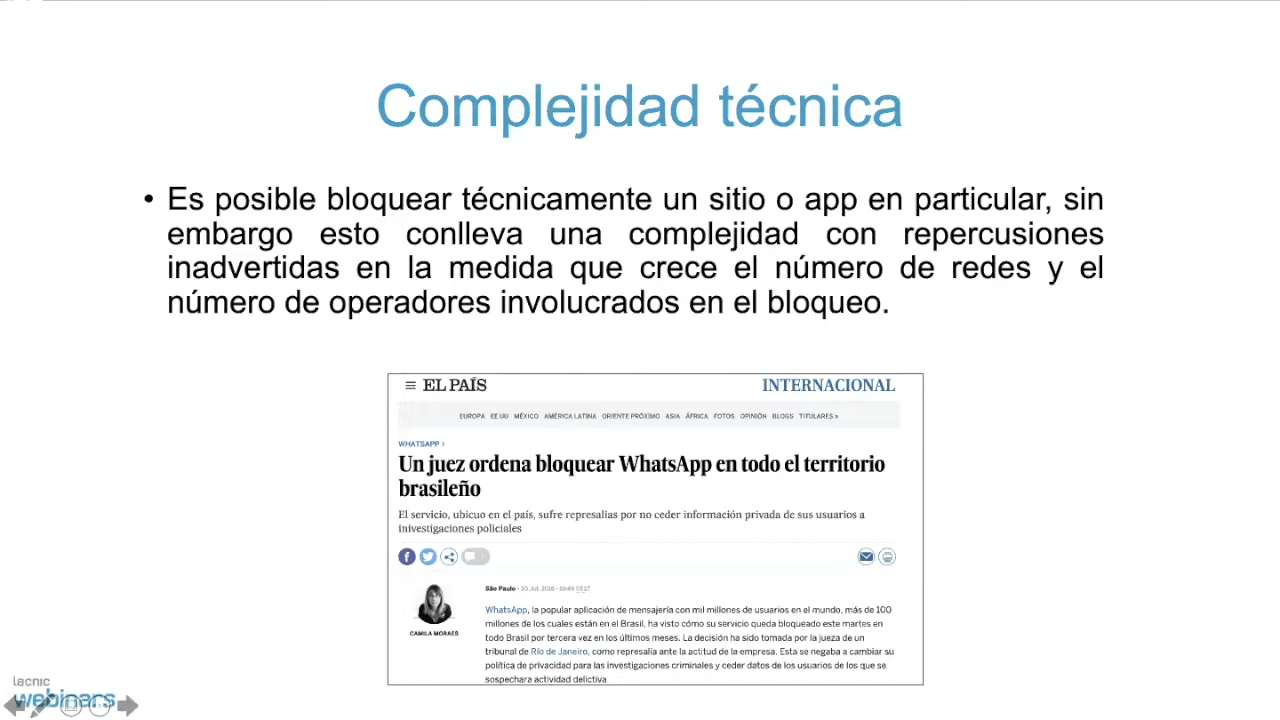 Complejidad técnica
• Es posible bloquear técnicamente un sitio o app en particular, sin
embargo esto conlleva una complejidad con repercusiones
inadvertidas en la medida que crece el número de redes y el
número de operadores involucrados en el bloqueo.
EL PAÍS INTERNACIONAL
EUROPA EE UU MÉXICO AMÉRICA LATINA ORIENTE PRÓXIMO ASIA ÁFRICA FOTOS OPINIÓN BLOGS TITULARES »
WHATSAPP ›
Un juez ordena bloquear WhatsApp en todo el territorio
brasileño
El servicio, ubicuo en el país, sufre represalias por no ceder información privada de sus usuarios a
investigaciones policiales
CAMILA MORAES
São Paulo - 20 JUL 2016 - 10:49 CEST
WhatsApp, la popular aplicación de mensajería con mil millones de usuarios en el mundo, más de 100
millones de los cuales están en el Brasil, ha visto cómo su servicio queda bloqueado este martes en
todo Brasil por tercera vez en los últimos meses. La decisión ha sido tomada por la jueza de un
tribunal de Río de Janeiro, como represalia ante la actitud de la empresa. Esta se negaba a cambiar su
política de privacidad para las investigaciones criminales y ceder datos de los usuarios de los que se
sospechara actividad delictiva
lacnic
webinars